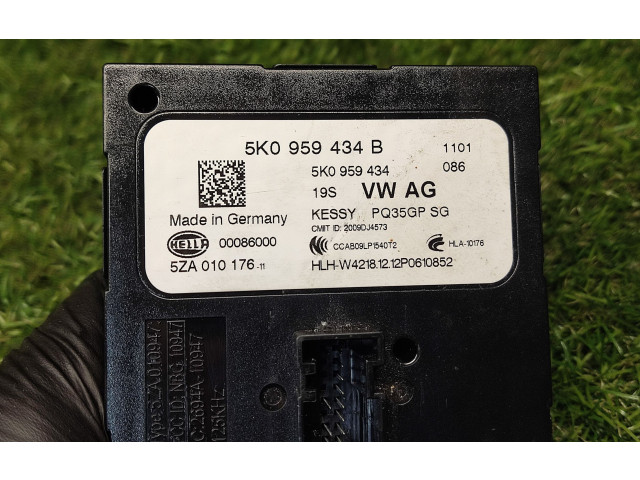 5K0 959 434 B
1101
5K0 959 434
086
19S VW AG
Made in Germany
KESSY PQ35GP SG
CMIIT ID: 2009DJ4573
HELLA 00086000
CCAB09LP1540T2
HLA-10176
5ZA 010 176-11
HLH-W4218.12.12P0610852
125KHz